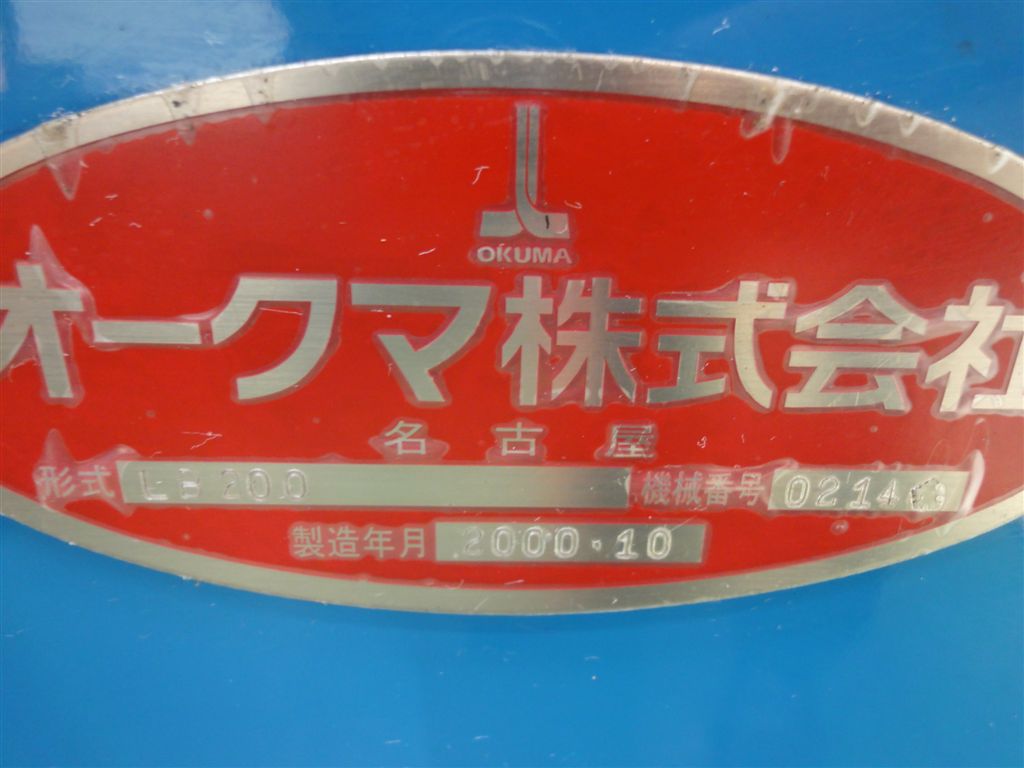 OKUMA
オークマ株式会社
名古屋
形式 LB200 機械番号 0214
製造年月 2000.10